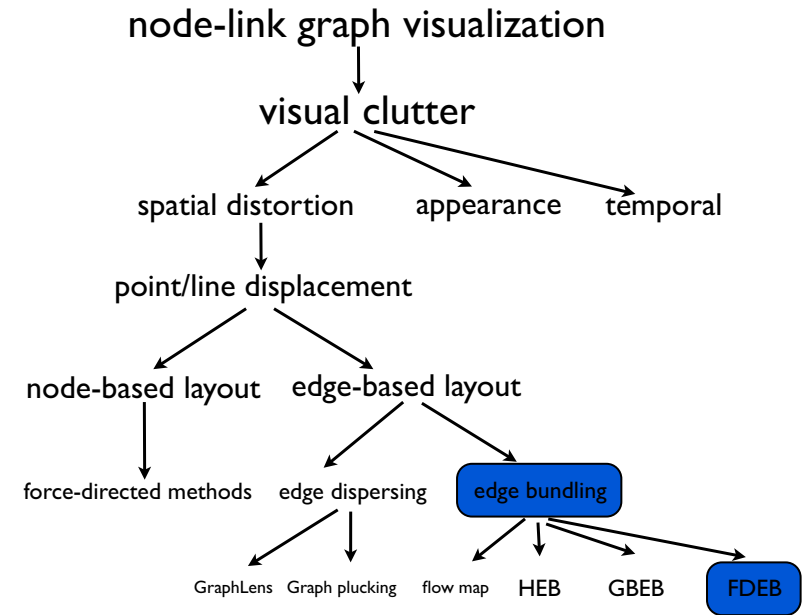 node-link graph visualization
visual clutter
spatial distortion
appearance
temporal
point/line displacement
node-based layout
edge-based layout
force-directed methods
edge dispersing
edge bundling
GraphLens
Graph plucking
flow map
HEB
GBEB
FDEB